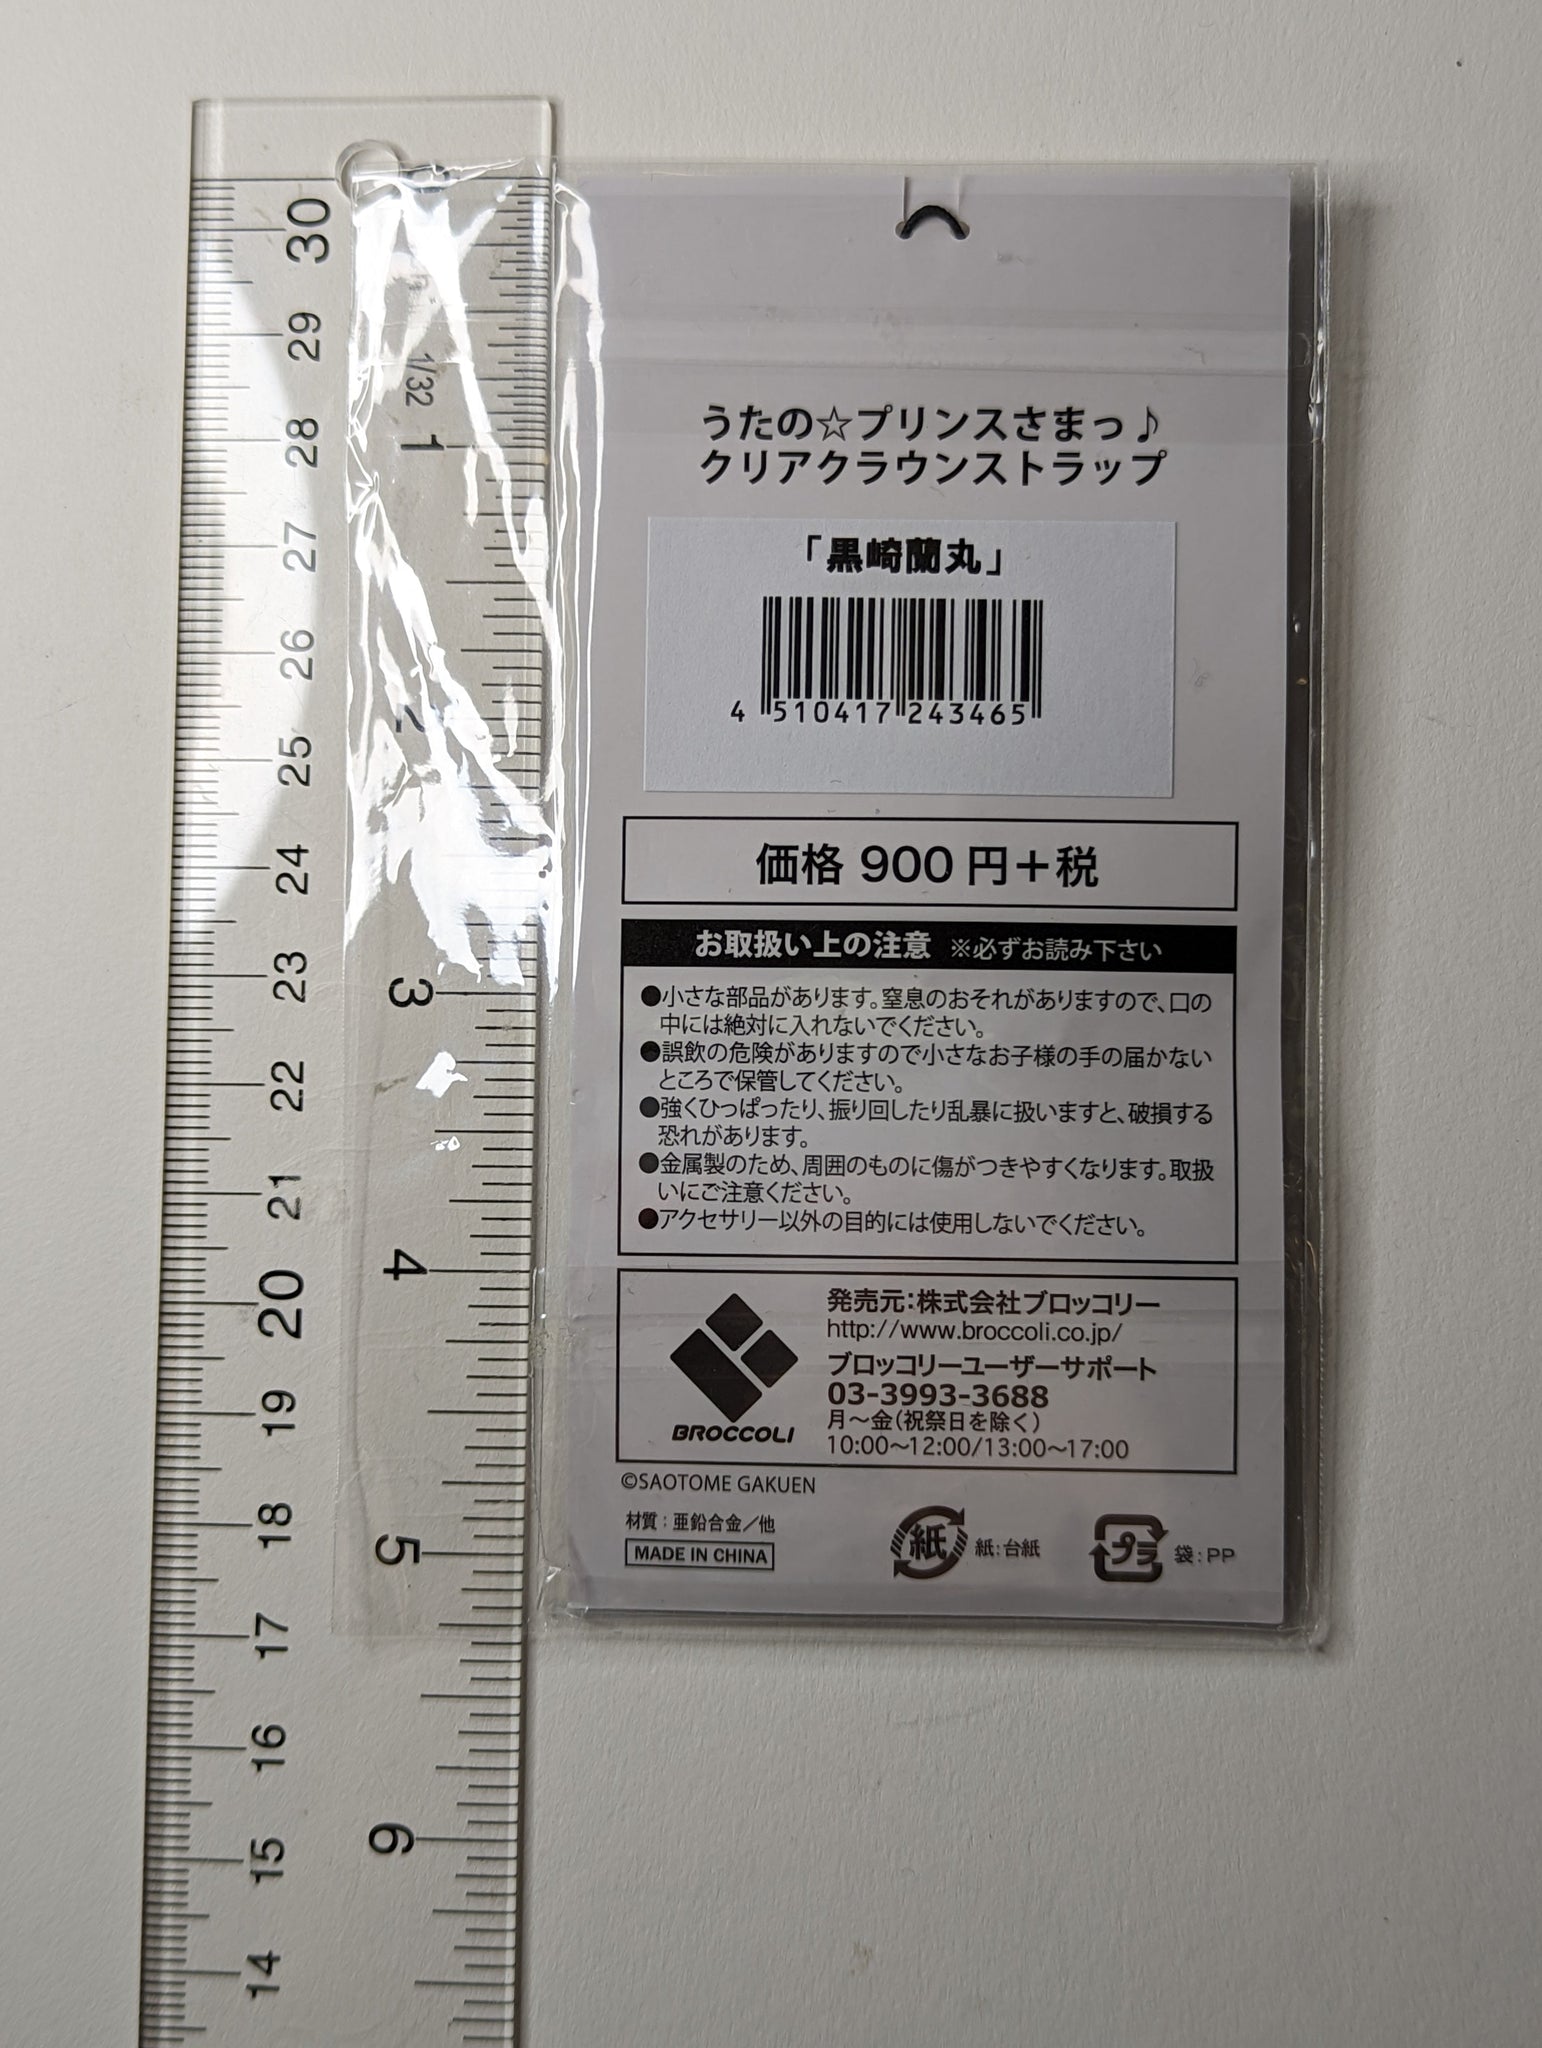 うたの☆プリンスさまっ♪
クリアクラウンストラップ
「黒崎蘭丸」
4 510417 243465
価格 900 円＋税
お取扱い上の注意 ※必ずお読み下さい
●小さな部品があります。窒息のおそれがありますので、口の
中には絶対に入れないでください。
●誤飲の危険がありますので小さなお子様の手の届かない
ところで保管してください。
●強くひっぱったり、振り回したり乱暴に扱いますと、破損する
恐れがあります。
●金属製のため、周囲のものに傷がつきやすくなります。取扱
いにご注意ください。
●アクセサリー以外の目的には使用しないでください。
BROCCOLI
発売元：株式会社ブロッコリー
http://www.broccoli.co.jp/
ブロッコリーユーザーサポート
03-3993-3688
月〜金（祝祭日を除く）
10:00〜12:00/13:00〜17:00
©SAOTOME GAKUEN
材質：亜鉛合金／他
MADE IN CHINA
紙 紙：台紙
プラ 袋：PP
30
29
28
27
26
25
24
23
22
21
20
19
18
17
16
15
14
1/32
1
2
3
4
5
6